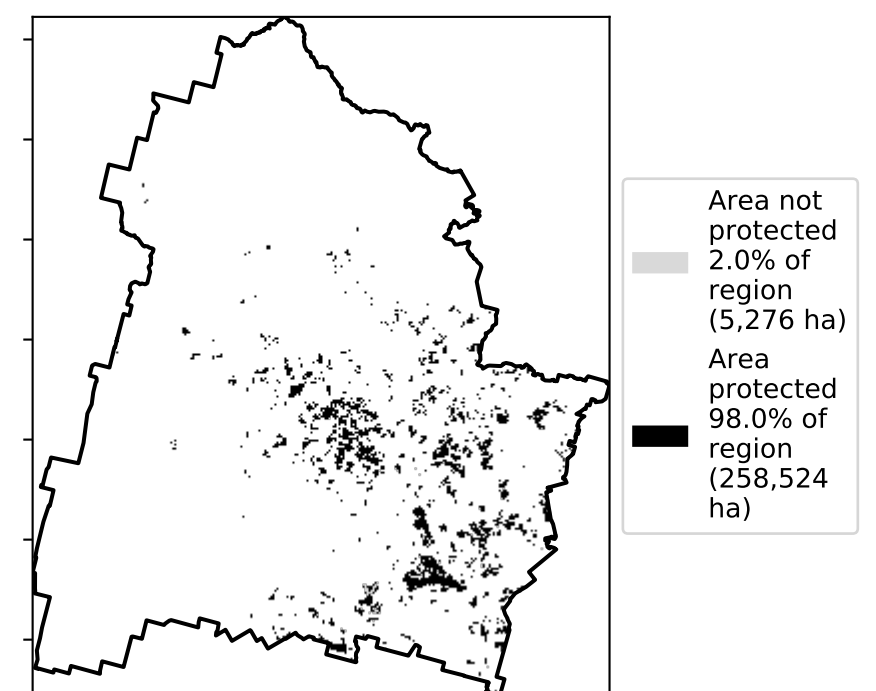 Area not
protected
2.0% of
region
(5,276 ha)
Area
protected
98.0% of
region
(258,524
ha)